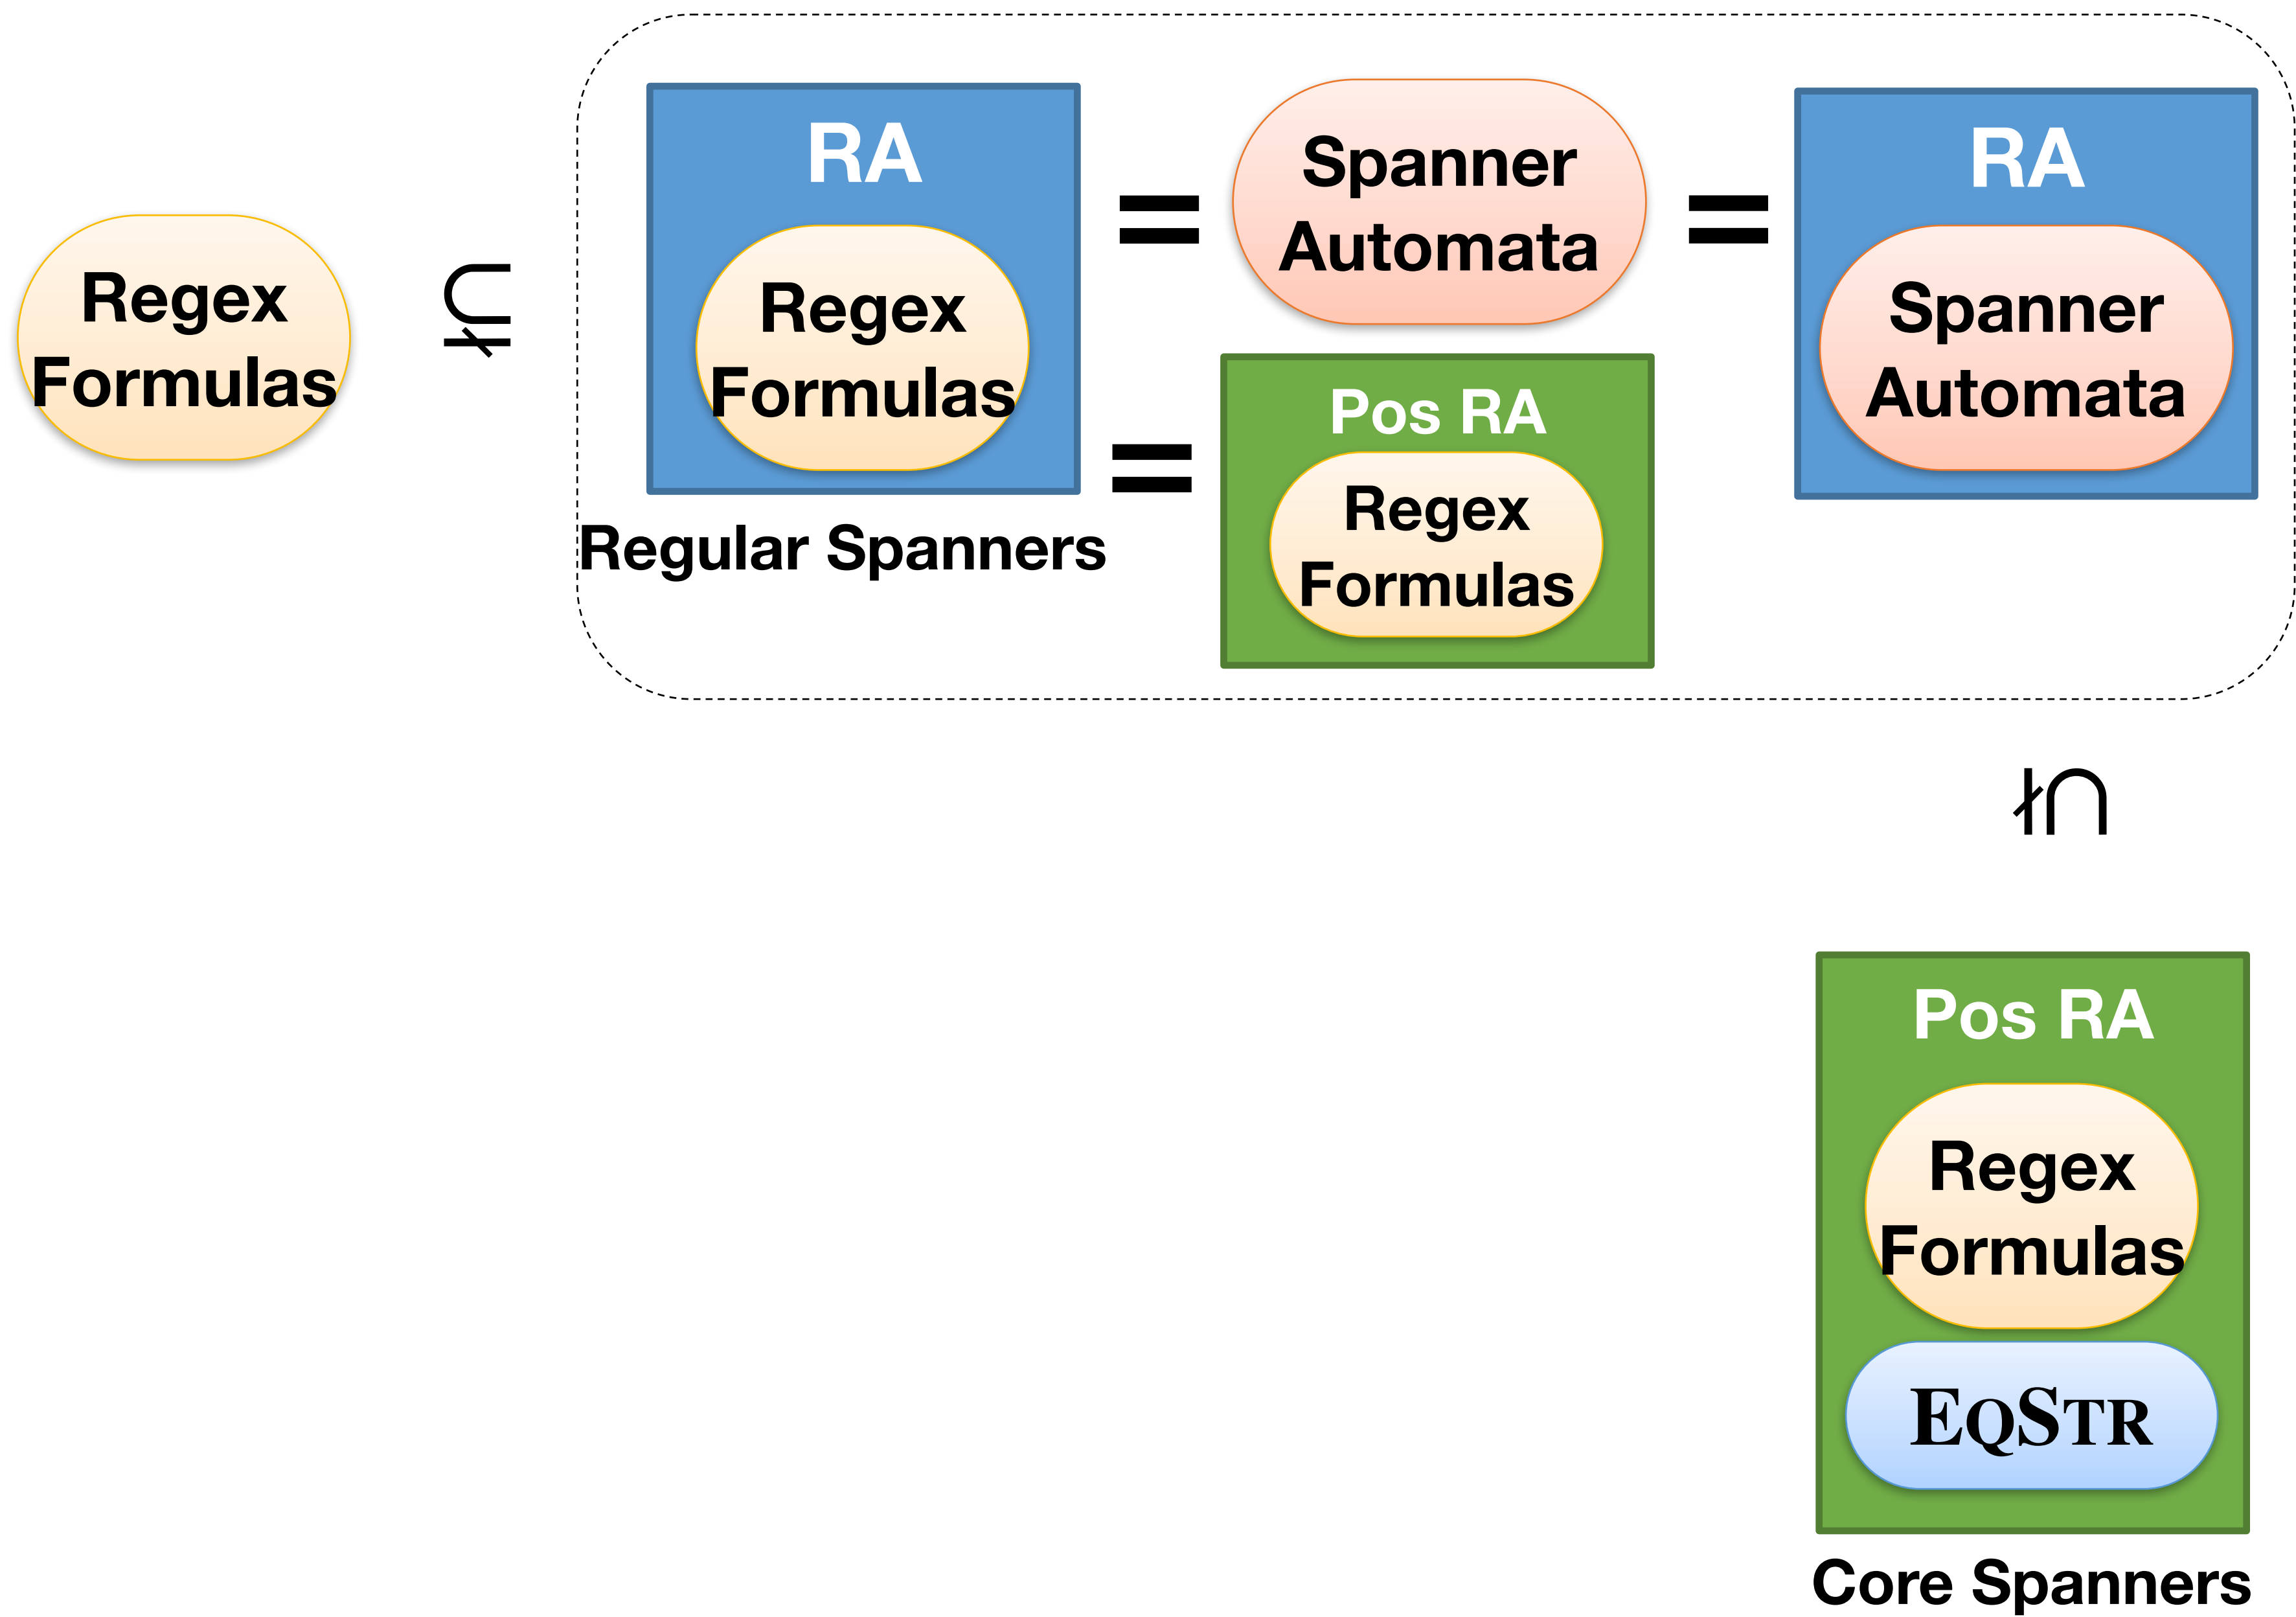 Regex
Formulas
⊊
RA
Regex
Formulas
Regular Spanners
=
Spanner
Automata
=
Pos RA
Regex
Formulas
=
RA
Spanner
Automata
⊊
Pos RA
Regex
Formulas
EQSTR
Core Spanners